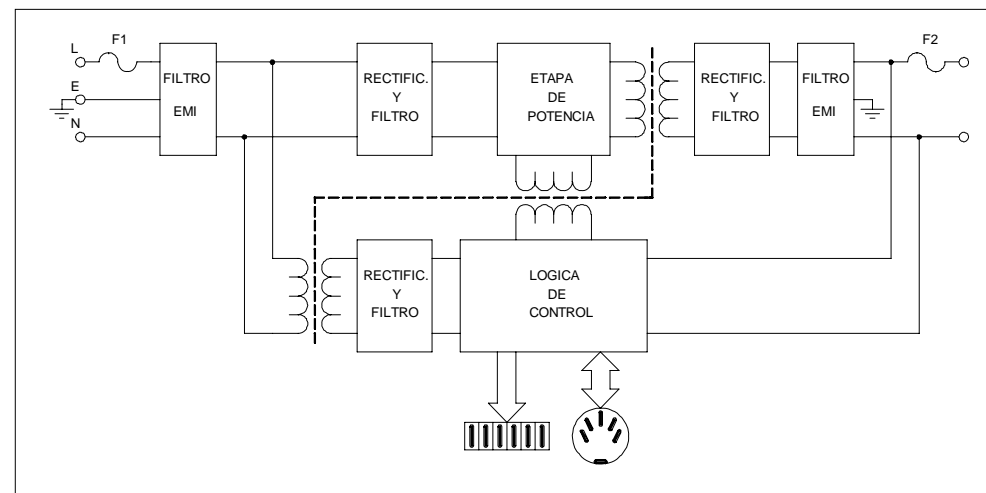 L
F1
E
N
FILTRO
EMI
RECTIFIC.
Y
FILTRO
ETAPA
DE
POTENCIA
RECTIFIC.
Y
FILTRO
FILTRO
EMI
F2
RECTIFIC.
Y
FILTRO
LOGICA
DE
CONTROL